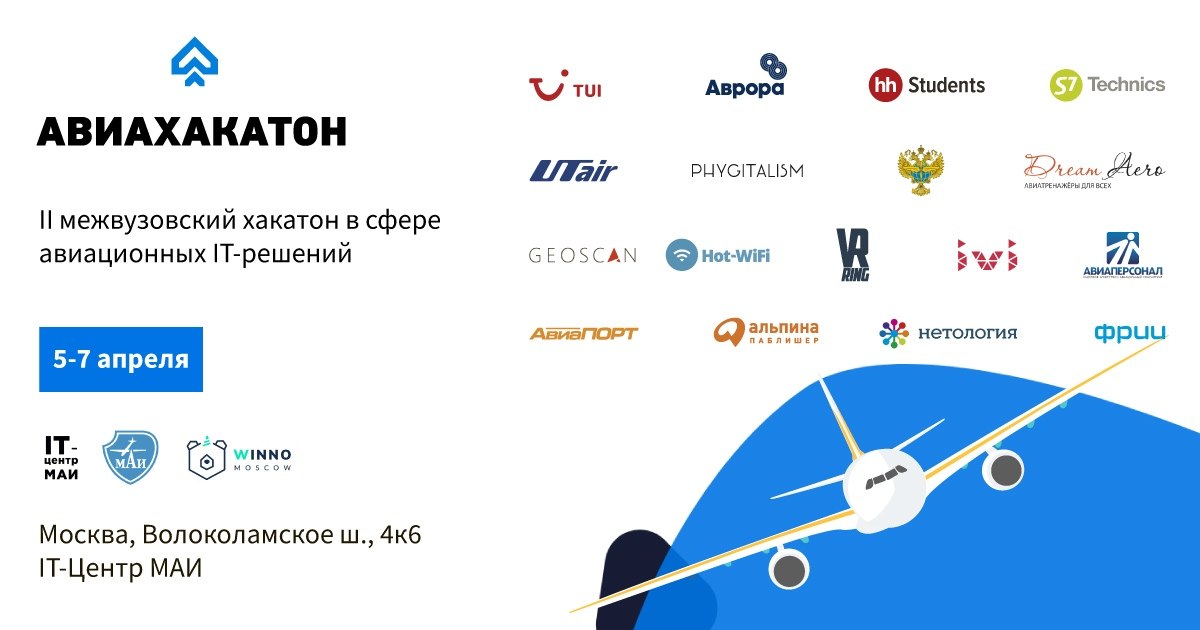 АВИАХАКАТОН
II межвузовский хакатон в сфере
авиационных IT-решений
5-7 апреля
IT-
центр
МАИ
МАИ
WINNO
MOSCOW
Москва, Волоколамское ш., 4к6
IT-Центр МАИ
TUI
Аврора
hh Students
S7 Technics
UTair
PHYGITALISM
Dream Aero
АВИАТРЕНАЖЁРЫ ДЛЯ ВСЕХ
GEOSCAN
Hot-WiFi
VR
RING
ivi
АВИАПЕРСОНАЛ
АвиаПОРТ
альпина
ПАБЛИШЕР
нетология
фрии